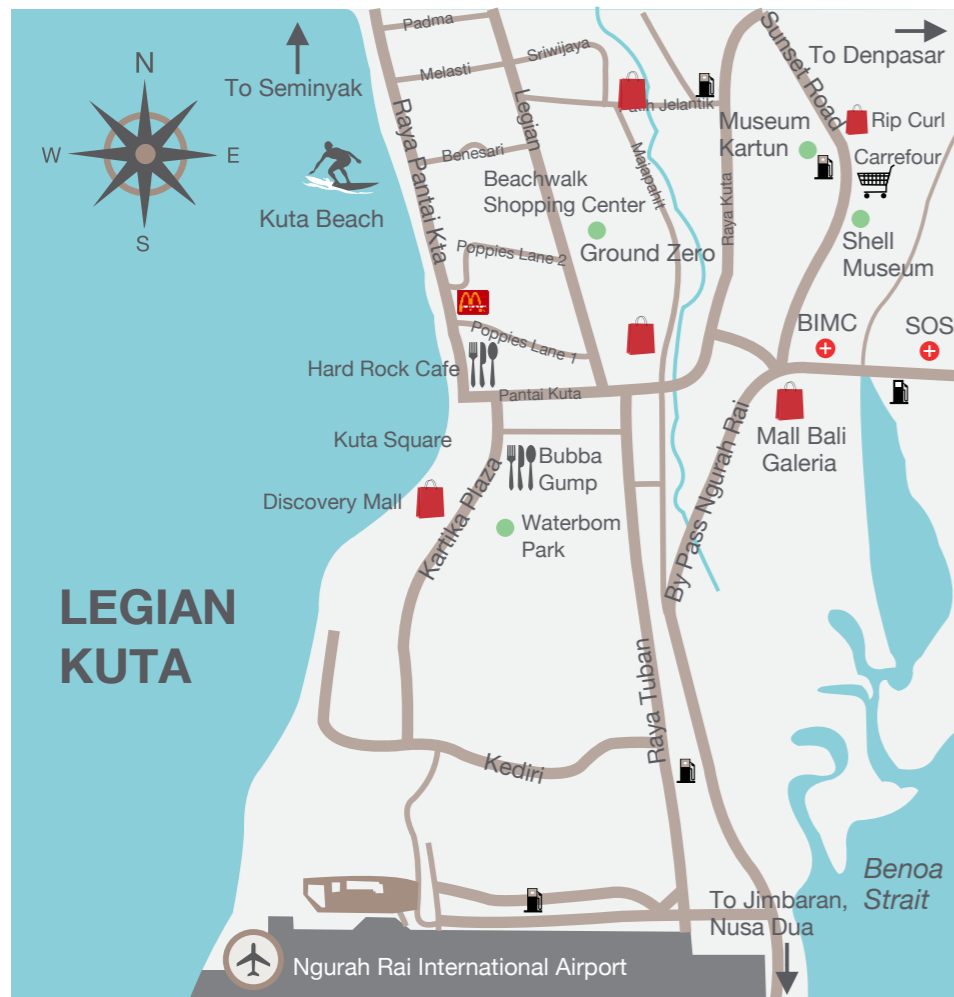 Padma
Sriwijaya
Melasti
To Seminyak
N
W
E
S
Sunset Road
To Denpasar
Legian
Raya Pantai Kta
Jelantik
Museum
Kartun
Rip Curl
Carrefour
Benesari
Majapahit
Raya Kuta
Kuta Beach
Beachwalk
Shopping Center
Ground Zero
Shell
Museum
Poppies Lane 2
Poppies Lane 1
BIMC
SOS
Hard Rock Cafe
Pantai Kuta
Mall Bali
Galeria
Kuta Square
Bubba
Gump
Discovery Mall
Kartika Plaza
Waterbom
Park
By Pass Ngurah Rai
LEGIAN
KUTA
Raya Tuban
Kediri
Benoa
Strait
To Jimbaran,
Nusa Dua
Ngurah Rai International Airport